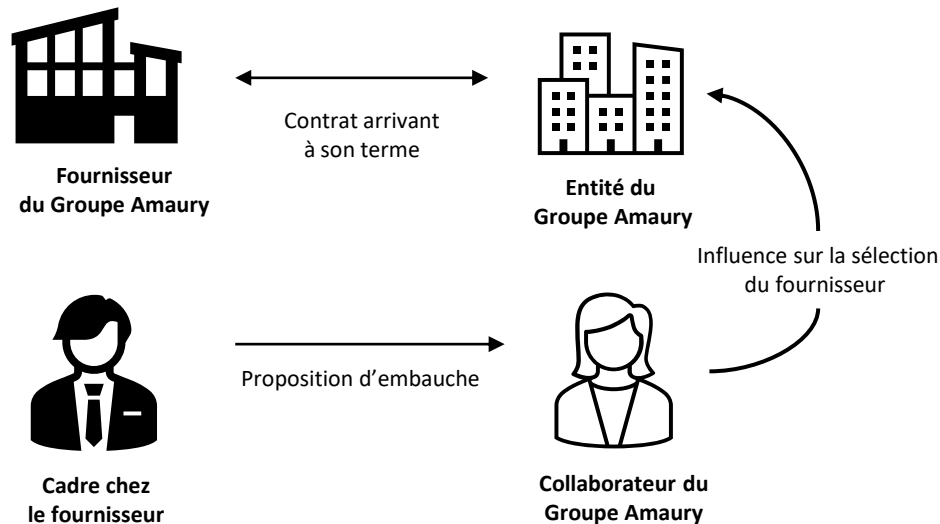 Contrat arrivant
à son terme
Fournisseur
du Groupe Amaury
Entité du
Groupe Amaury
Influence sur la sélection
du fournisseur
Proposition d’embauche
Cadre chez
le fournisseur
Collaborateur du
Groupe Amaury